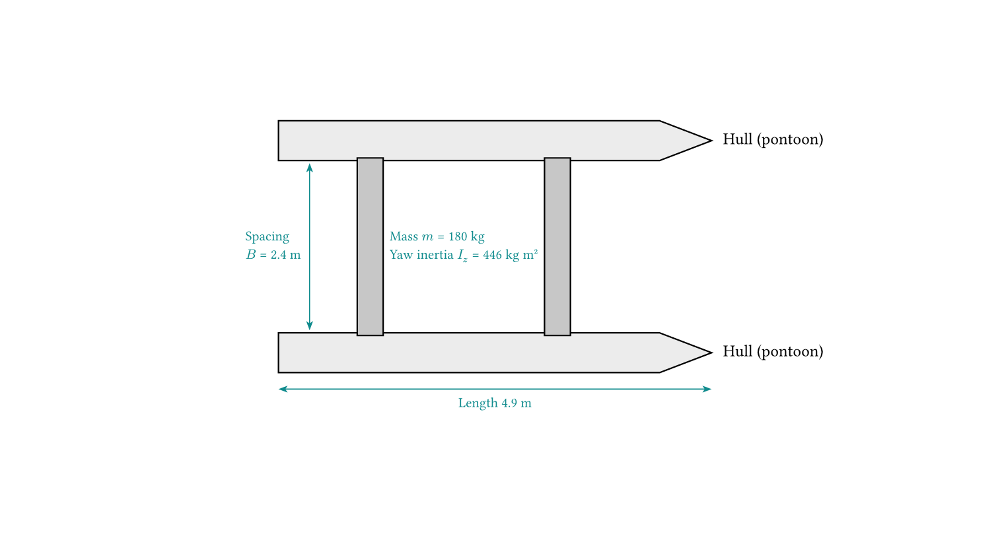 Hull (pontoon)
Spacing
B = 2.4 m
Mass m = 180 kg
Yaw inertia I_z = 446 kg m²
Hull (pontoon)
Length 4.9 m